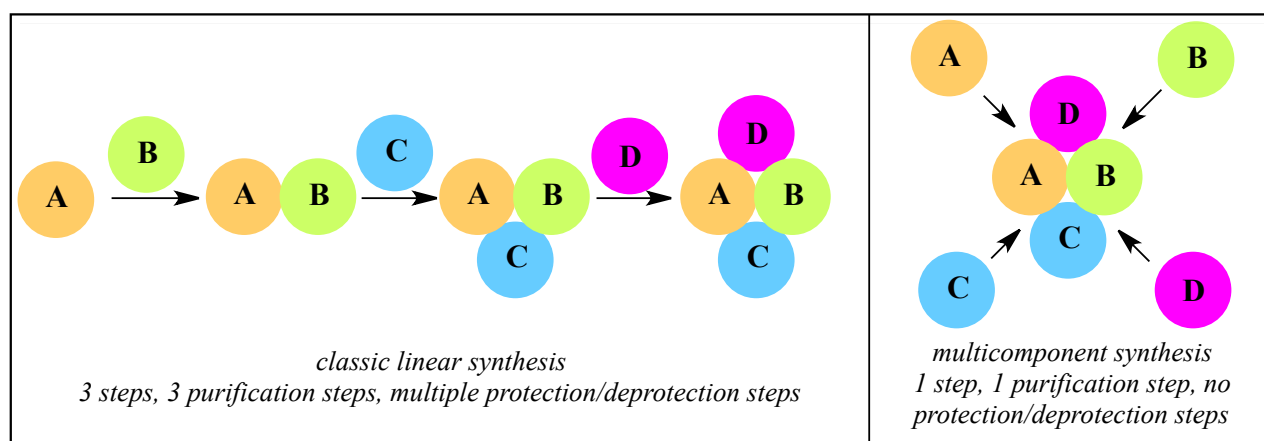 A
B
A B
C
A B
C
D
D
A B
C
classic linear synthesis
3 steps, 3 purification steps, multiple protection/deprotection steps
A
B
D
A B
C
C
D
multicomponent synthesis
1 step, 1 purification step, no
protection/deprotection steps